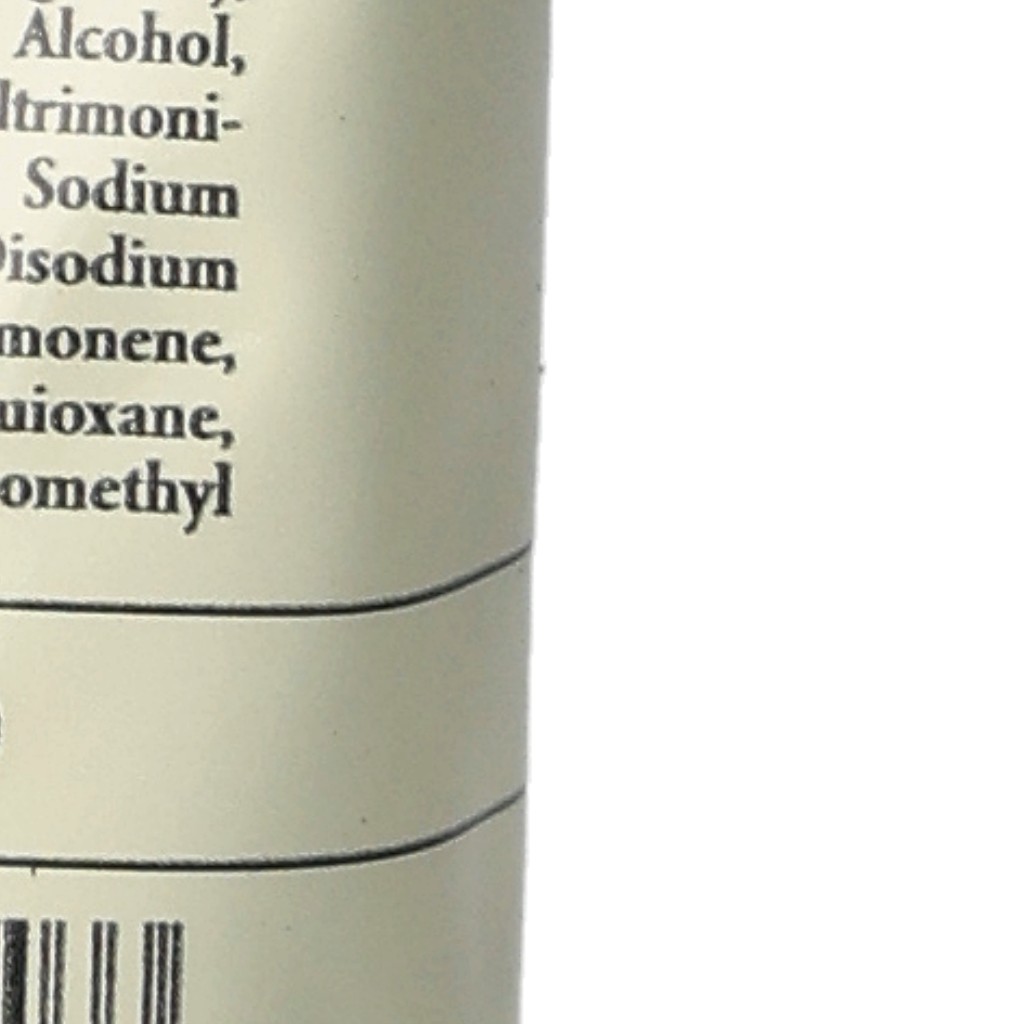 Alcohol,
ltrimoni-
Sodium
Disodium
monene,
uioxane,
omethyl